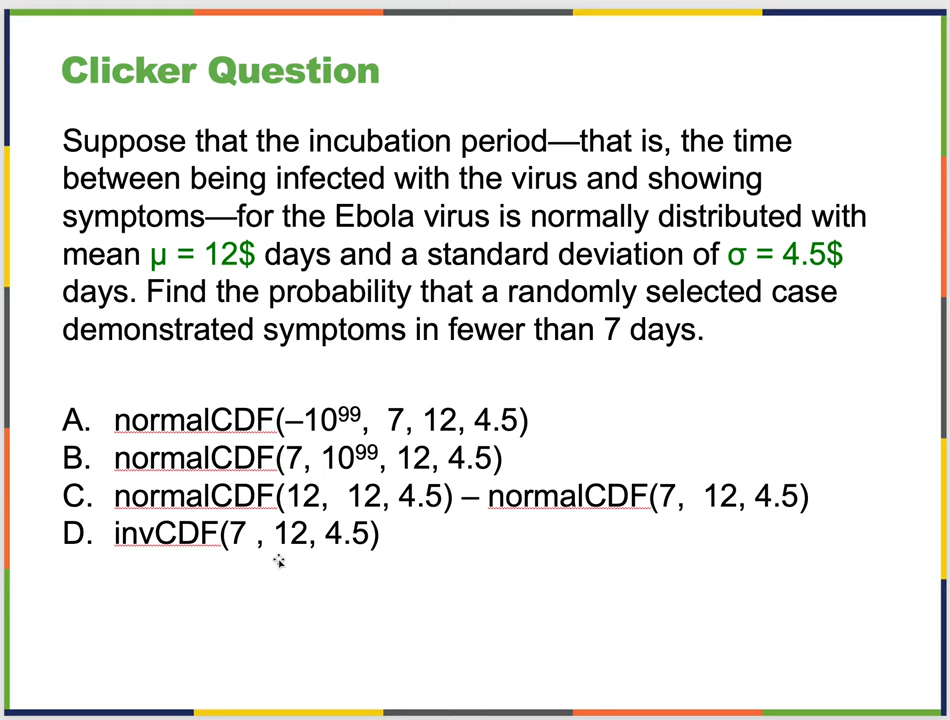 Clicker Question
Suppose that the incubation period—that is, the time
between being infected with the virus and showing
symptoms—for the Ebola virus is normally distributed with
mean μ = 12$ days and a standard deviation of σ = 4.5$
days. Find the probability that a randomly selected case
demonstrated symptoms in fewer than 7 days.
A. normalCDF(–10⁹⁹, 7, 12, 4.5)
B. normalCDF(7, 10⁹⁹, 12, 4.5)
C. normalCDF(12, 12, 4.5) – normalCDF(7, 12, 4.5)
D. invCDF(7 , 12, 4.5)